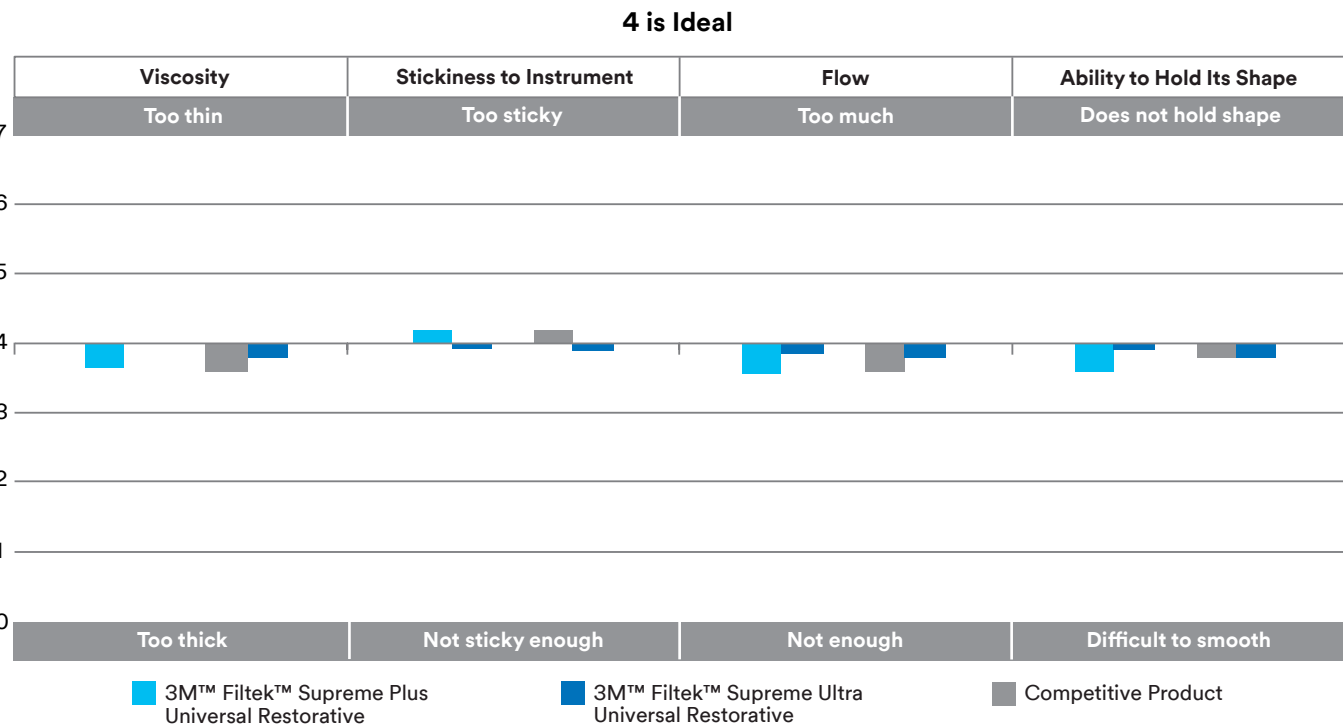 4 is Ideal
Viscosity Stickiness to Instrument Flow Ability to Hold Its Shape
Too thin Too sticky Too much Does not hold shape
7
6
5
4
3
2
1
0
Too thick Not sticky enough Not enough Difficult to smooth
3M™ Filtek™ Supreme Plus
Universal Restorative
3M™ Filtek™ Supreme Ultra
Universal Restorative
Competitive Product